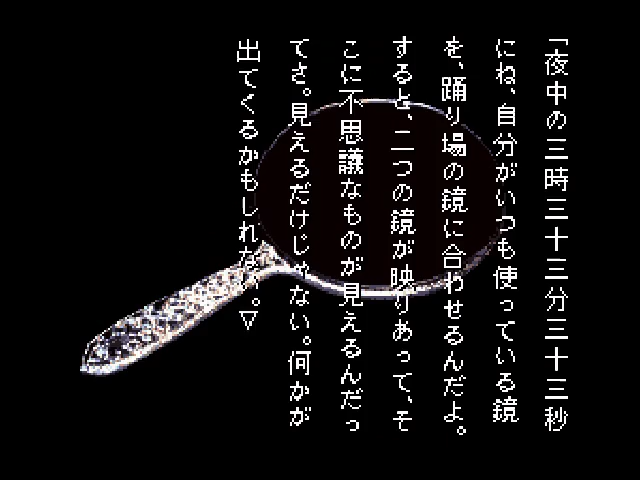 「夜中の三時三十三分三十三秒
にね、自分がいつも使っている鏡
を、踊り場の鏡に合わせるんだよ。
すると、二つの鏡が映りあって、そ
こに不思議なものが見えるんだっ
てさ。見えるだけじゃない。何かが
出てくるかもしれない。▽